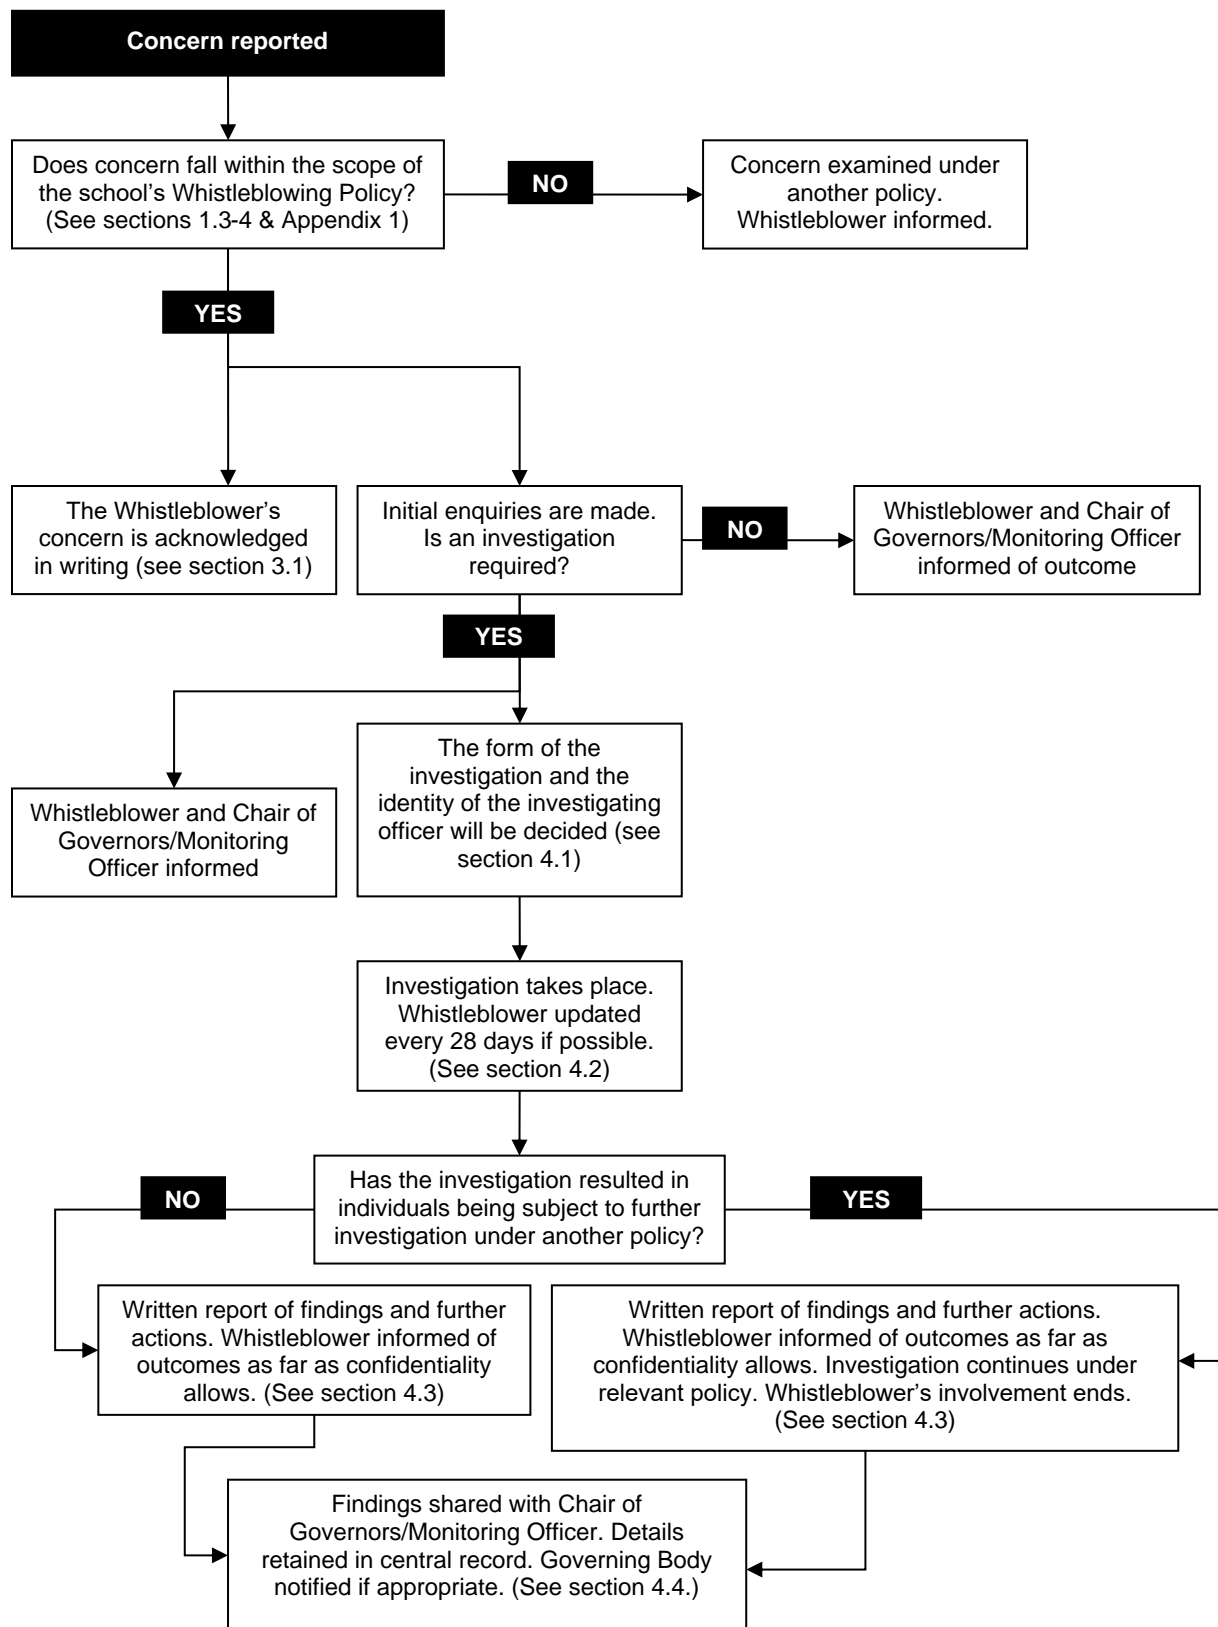 Concern reported
Does concern fall within the scope of
the school’s Whistleblowing Policy?
(See sections 1.3-4 & Appendix 1)
NO
Concern examined under
another policy.
Whistleblower informed.
YES
The Whistleblower’s
concern is acknowledged
in writing (see section 3.1)
Initial enquiries are made.
Is an investigation
required?
NO
Whistleblower and Chair of
Governors/Monitoring Officer
informed of outcome
YES
Whistleblower and Chair of
Governors/Monitoring
Officer informed
The form of the
investigation and the
identity of the investigating
officer will be decided (see
section 4.1)
Investigation takes place.
Whistleblower updated
every 28 days if possible.
(See section 4.2)
Has the investigation resulted in
individuals being subject to further
investigation under another policy?
NO
YES
Written report of findings and further
actions. Whistleblower informed of
outcomes as far as confidentiality
allows. (See section 4.3)
Written report of findings and further actions.
Whistleblower informed of outcomes as far as
confidentiality allows. Investigation continues under
relevant policy. Whistleblower’s involvement ends.
(See section 4.3)
Findings shared with Chair of
Governors/Monitoring Officer. Details
retained in central record. Governing Body
notified if appropriate. (See section 4.4.)